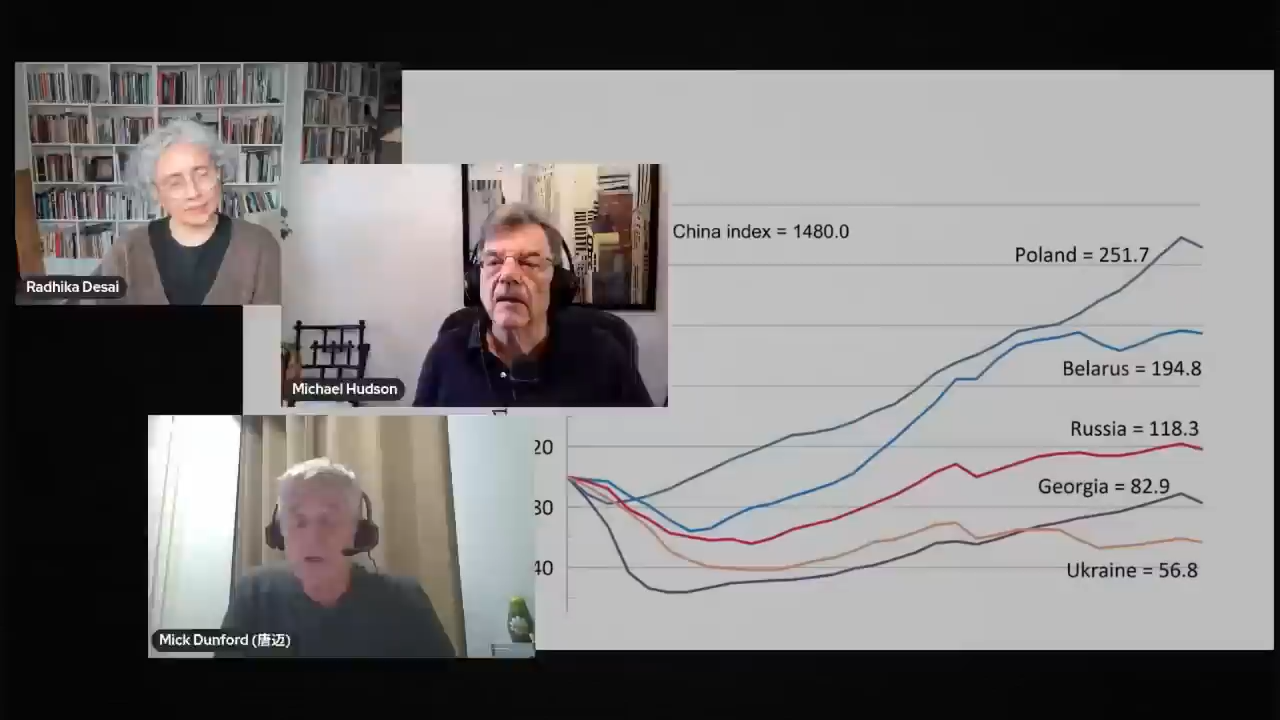 Radhika Desai
Michael Hudson
Mick Dunford (唐迈)
China index = 1480.0
Poland = 251.7
Belarus = 194.8
Russia = 118.3
Georgia = 82.9
Ukraine = 56.8
1
20
80
40